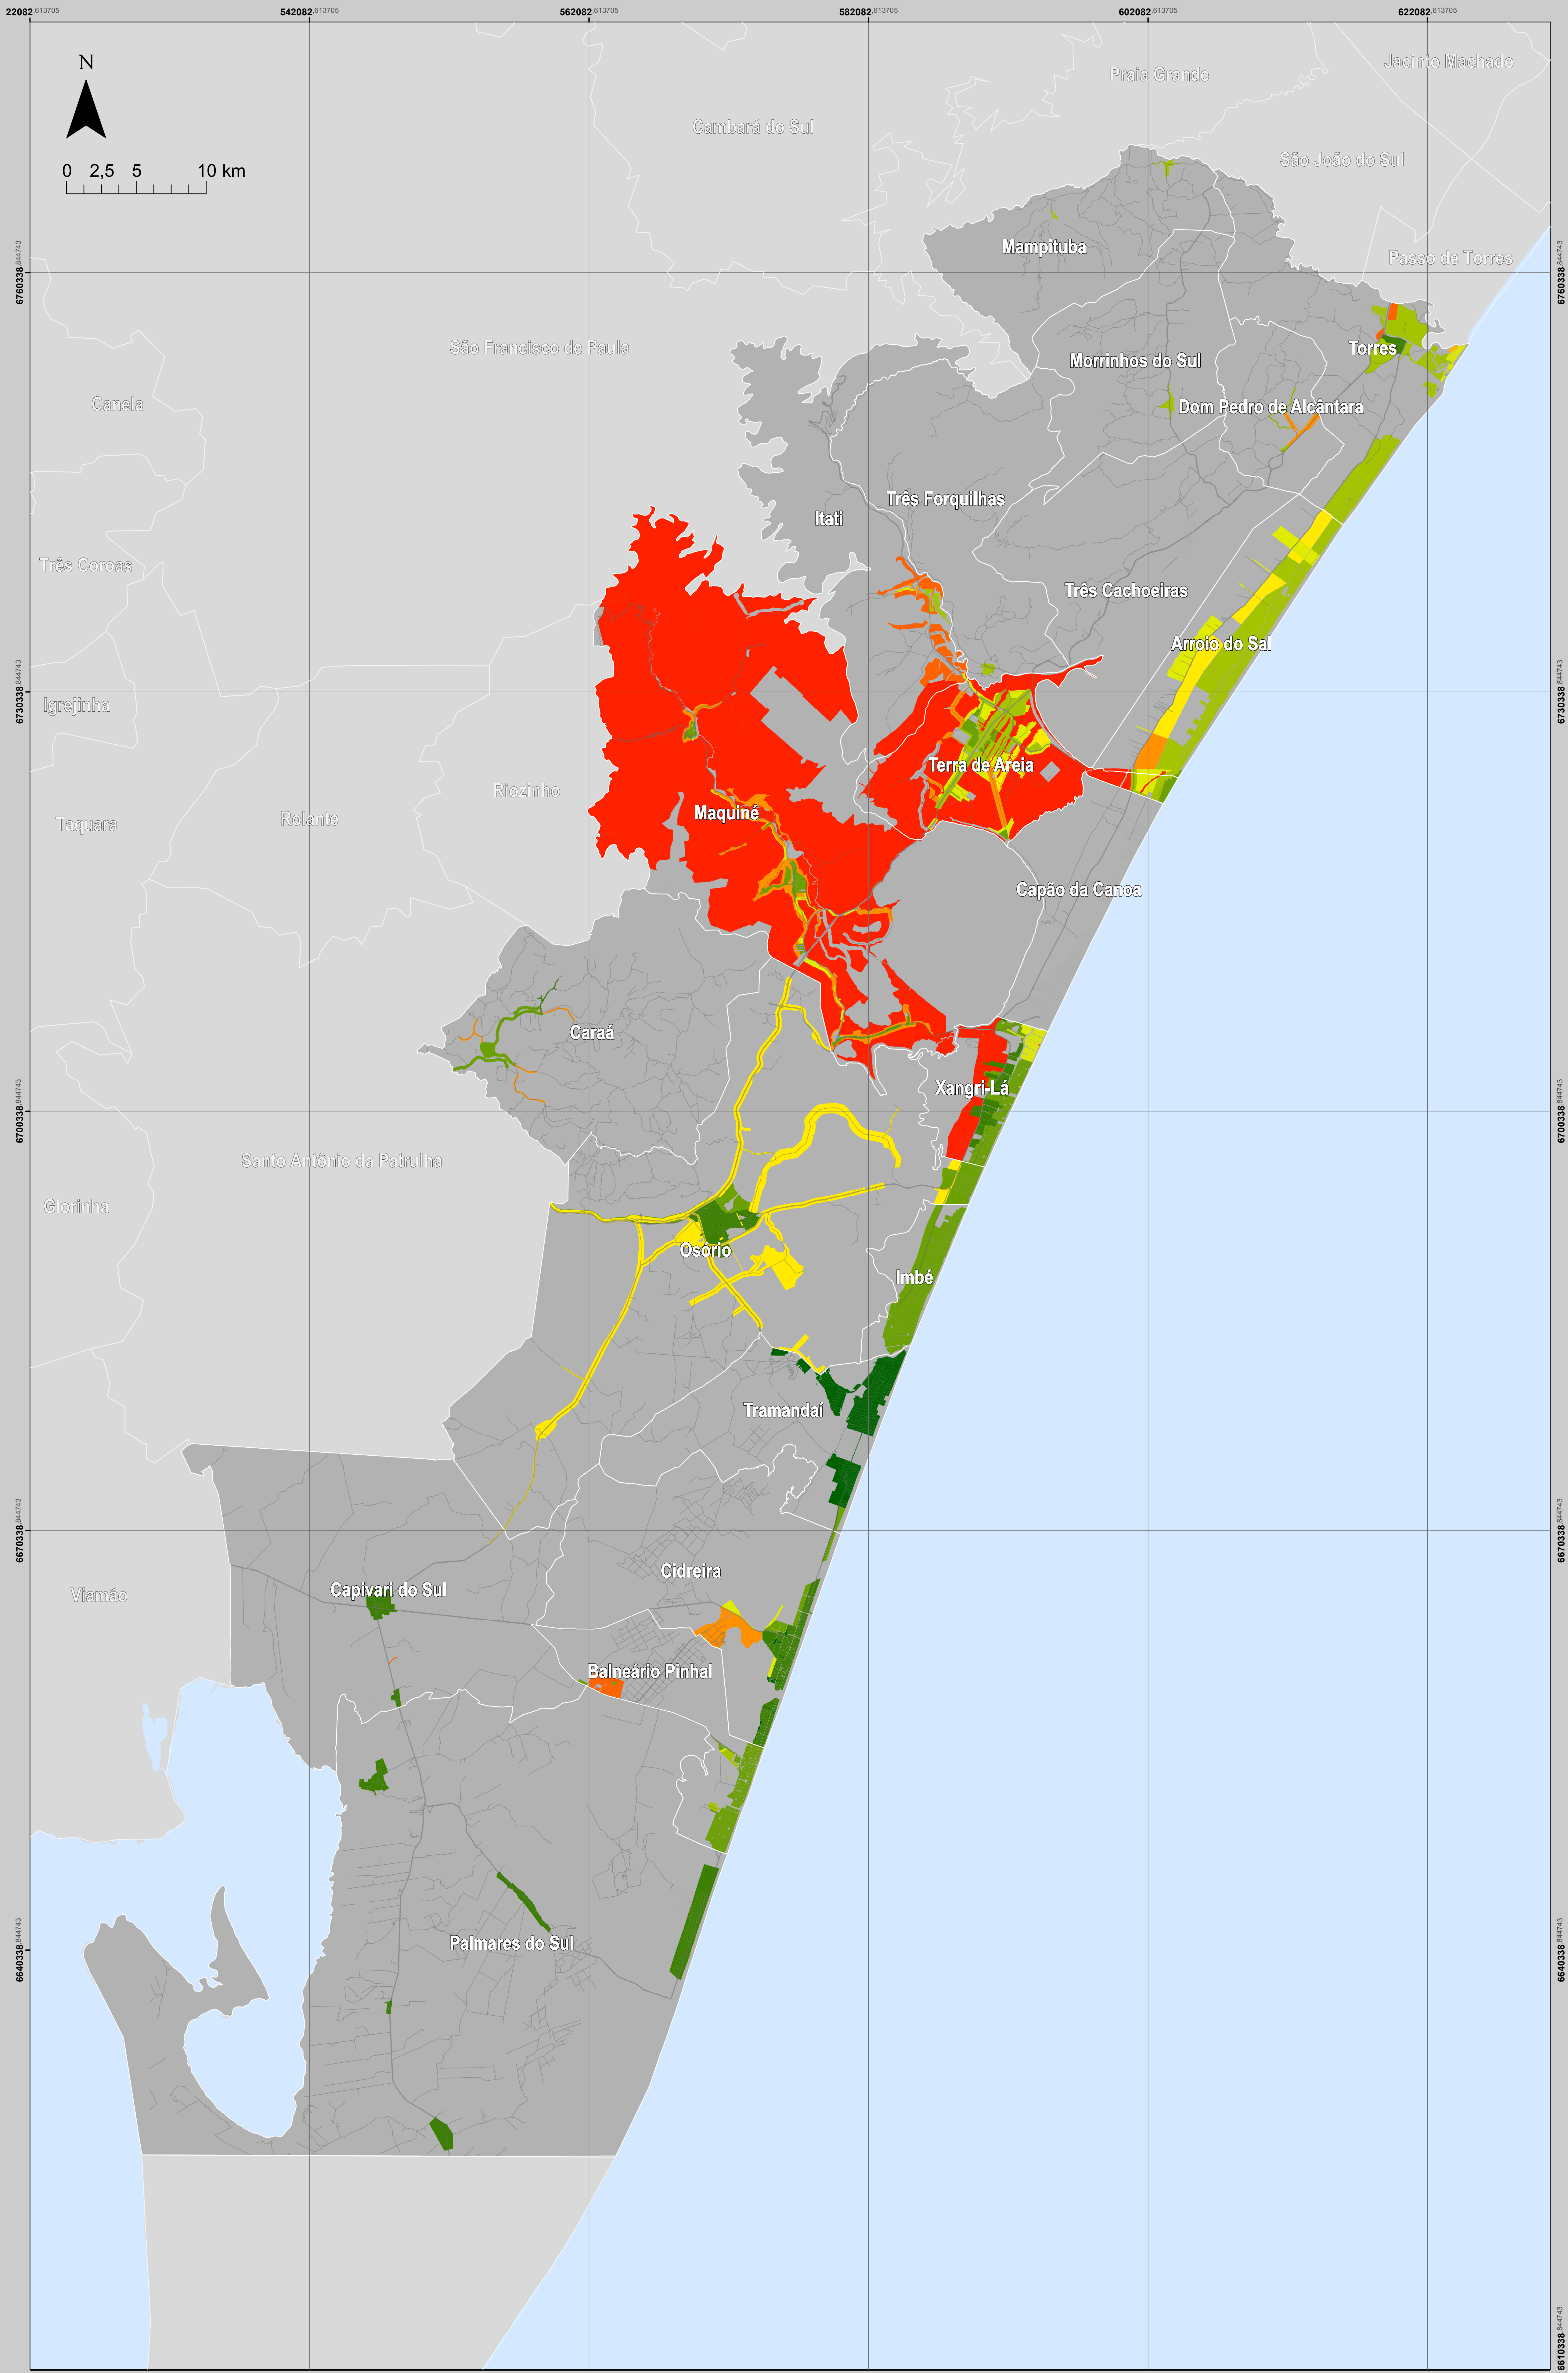 22082,613705
542082,613705
562082,613705
582082,613705
602082,613705
622082,613705
N
0 2,5 5 10 km
Jacinto Machado
Praia Grande
Cambará do Sul
São João do Sul
Mampituba
Passo de Torres
6760338,844743
6760338,844743
São Francisco de Paula
Torres
Morrinhos do Sul
Canela
Dom Pedro de Alcântara
Três Forquilhas
Itati
Três Coroas
Três Cachoeiras
Arroio do Sal
6730338,844743
6730338,844743
Igrejinha
Terra de Areia
Riozinho
Maquiné
Rolante
Taquara
Capão da Canoa
Caraá
Xangri-Lá
6700338,844743
6700338,844743
Santo Antônio da Patrulha
Glorinha
Osório
Imbé
Tramandaí
6670338,844743
6670338,844743
Cidreira
Capivari do Sul
Viamão
Balneário Pinhal
Palmares do Sul
6640338,844743
6640338,844743
6610338,844743